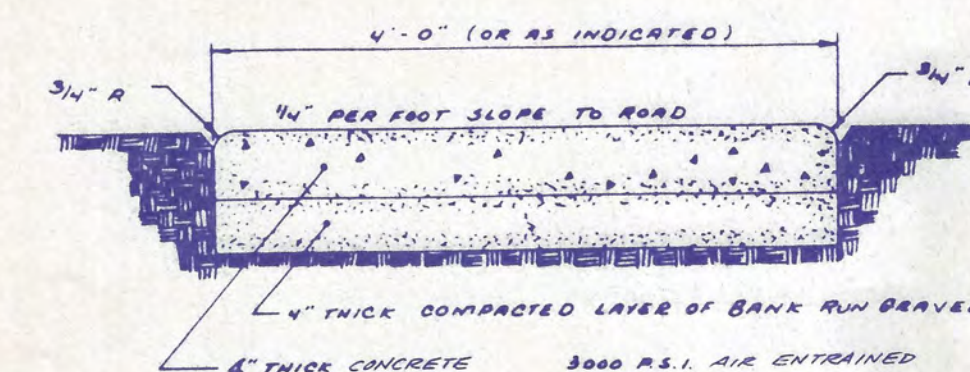 4'-0" (OR AS INDICATED)
3/4" R
3/4"
1/4" PER FOOT SLOPE TO ROAD
4" THICK COMPACTED LAYER OF BANK RUN GRAVEL
4" THICK CONCRETE 3000 P.S.I. AIR ENTRAINED